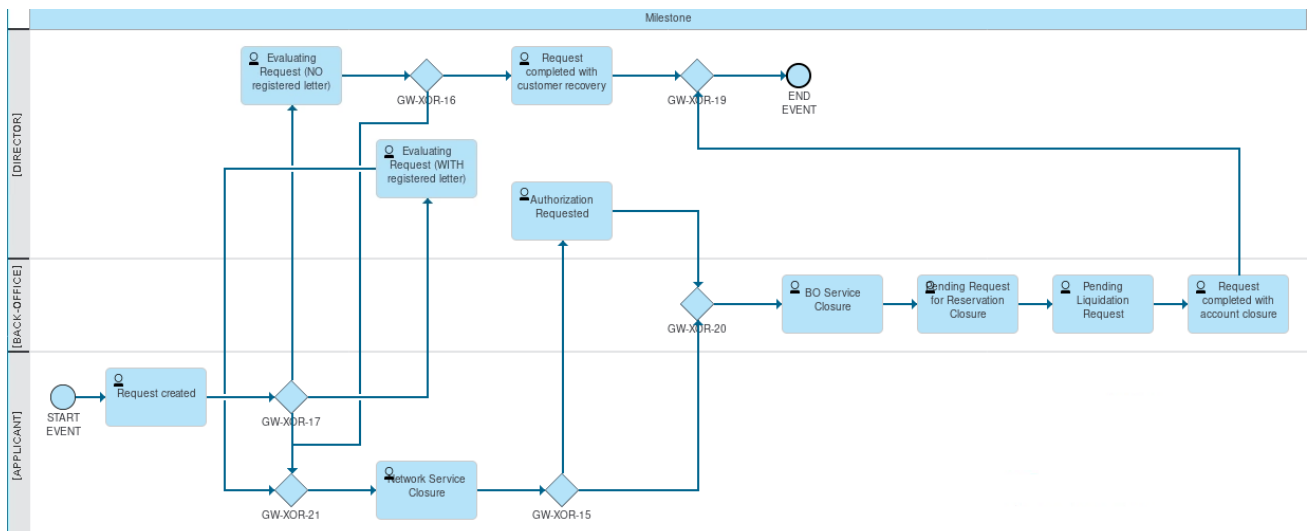 Milestone
[DIRECTOR]
Evaluating
Request (NO
registered letter)
GW-XOR-16
Request
completed with
customer recovery
GW-XOR-19
END
EVENT
Evaluating
Request (WITH
registered letter)
Authorization
Requested
[BACK-OFFICE]
GW-XOR-20
BO Service
Closure
Pending Request
for Reservation
Closure
Pending
Liquidation
Request
Request
completed with
account closure
[APPLICANT]
START
EVENT
Request created
GW-XOR-17
GW-XOR-21
Network Service
Closure
GW-XOR-15